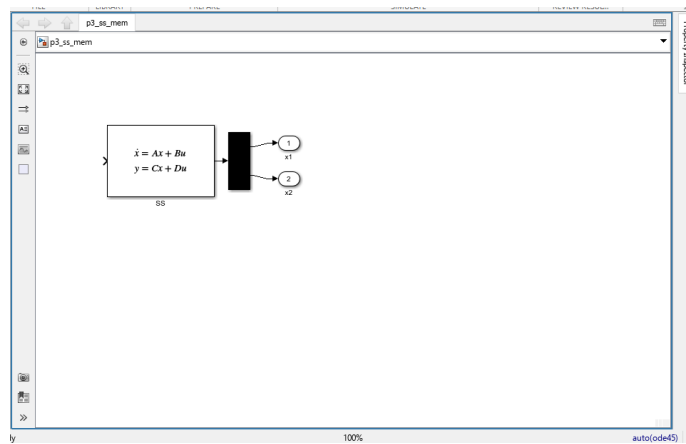 p3_ss_mem
p3_ss_mem
ẋ = Ax + Bu
y = Cx + Du
SS
1
x1
2
x2
100%
auto(ode45)